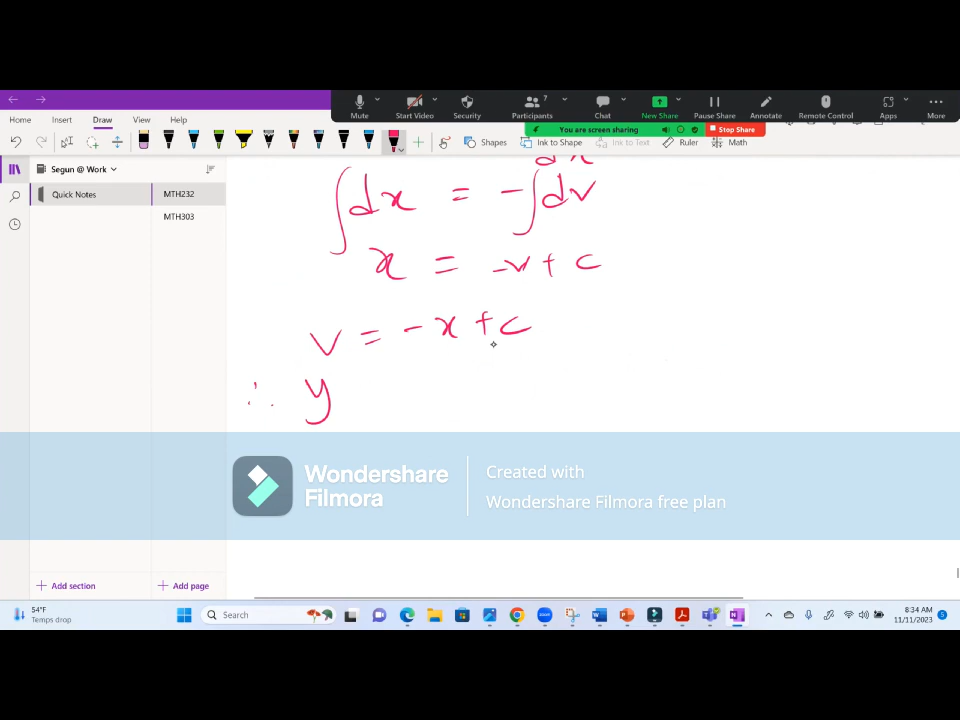 Mute
Start Video
Security
Participants
7
Chat
New Share
Pause Share
Annotate
Remote Control
Apps
More
You are screen sharing
Stop Share
Home
Insert
Draw
View
Help
Shapes
Ink to Shape
Ink to Text
Ruler
Math
Segun @ Work
Quick Notes
MTH232
MTH303
dx
∫dx = -∫dv
x = -v + c
v = -x + c
∴ y
Wondershare
Filmora
Created with
Wondershare Filmora free plan
Add section
Add page
54°F
Temps drop
Search
8:34 AM
11/11/2023
5